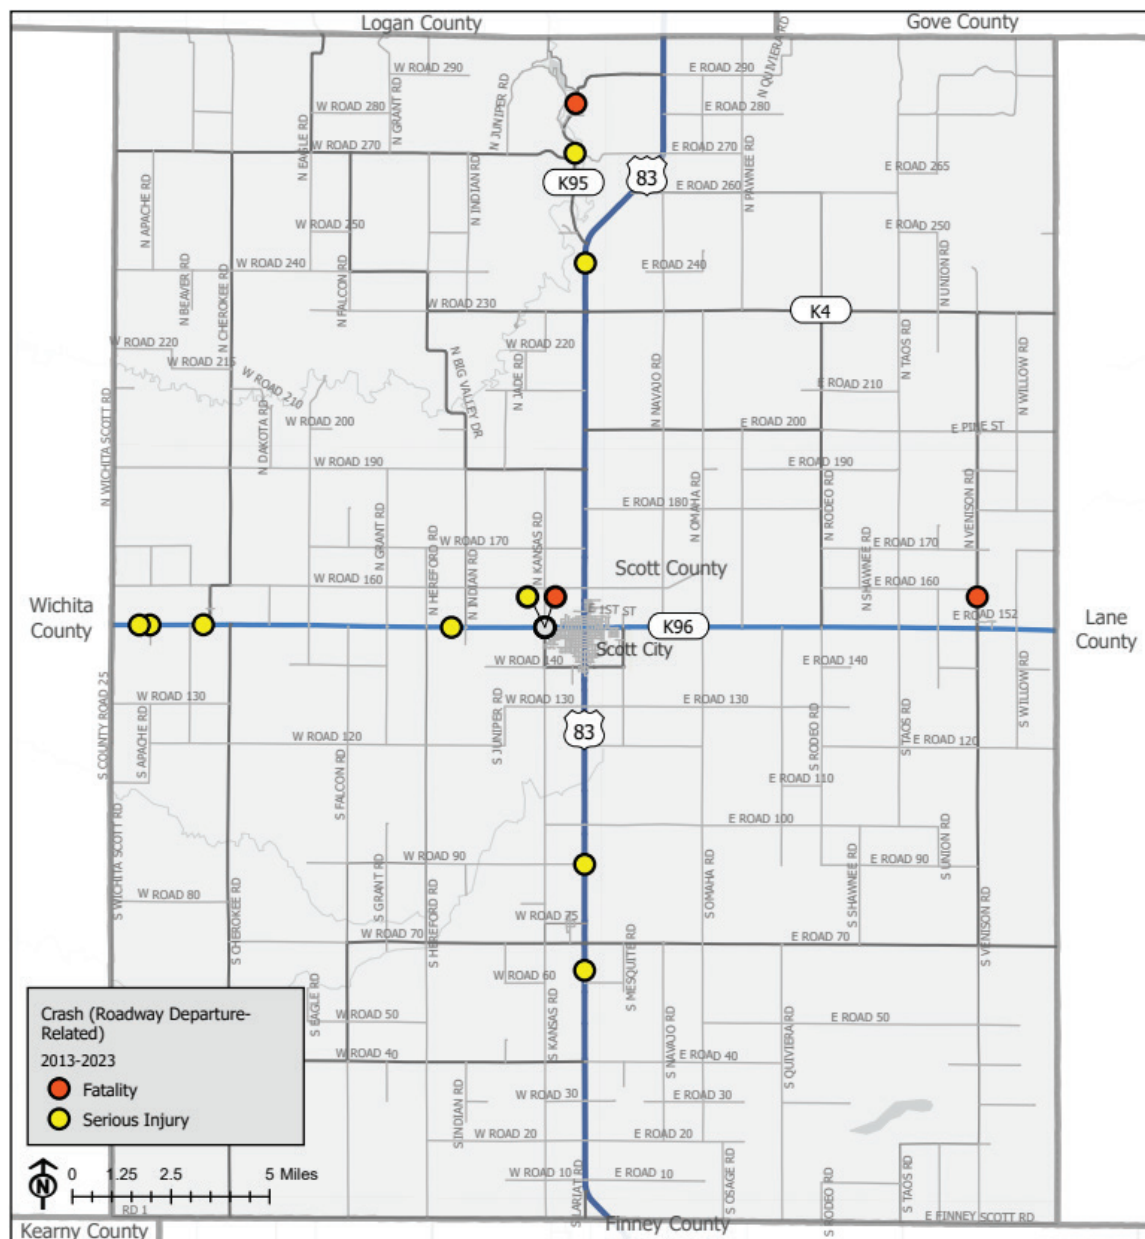 Logan County
Gove County
N QUIVIERA RD
W ROAD 290
E ROAD 290
N GRANT RD
N JUNIPER RD
W ROAD 280
E ROAD 280
N EAGLE RD
W ROAD 270
E ROAD 270
N PAWNEE RD
N INDIAN RD
K95
83
E ROAD 265
E ROAD 260
N APACHE RD
W ROAD 250
E ROAD 250
N BEAVER RD
N CHEROKEE RD
W ROAD 240
N FALCON RD
E ROAD 240
N UNION RD
W ROAD 230
K4
W ROAD 220
W ROAD 220
W ROAD 215
N BIG VALLEY DR
N JADE RD
N NAVAJO RD
N TAOS RD
N WILLOW RD
W ROAD 210
E ROAD 210
N WICHITA SCOTT RD
N DAKOTA RD
W ROAD 200
E ROAD 200
E PINE ST
W ROAD 190
E ROAD 190
N OMAHA RD
N RODEO RD
N VENISON RD
E ROAD 180
N GRANT RD
N HEREFORD RD
N INDIAN RD
N KANSAS RD
W ROAD 170
E ROAD 170
N SHAWNEE RD
Scott County
W ROAD 160
E ROAD 160
Wichita
County
E 1ST ST
K96
E ROAD 152
Lane
County
Scott City
W ROAD 140
E ROAD 140
S COUNTY ROAD 25
W ROAD 130
W ROAD 130
E ROAD 130
S WILLOW RD
S APACHE RD
S JUNIPER RD
83
S RODEO RD
S TAOS RD
W ROAD 120
E ROAD 120
S FALCON RD
E ROAD 110
S WICHITA SCOTT RD
E ROAD 100
S UNION RD
W ROAD 90
E ROAD 90
S CHEROKEE RD
S GRANT RD
S HEREFORD RD
S OMAHA RD
S SHAWNEE RD
W ROAD 80
W ROAD 75
W ROAD 70
E ROAD 70
S VENISON RD
W ROAD 60
S MESQUITE RD
S EAGLE RD
W ROAD 50
E ROAD 50
S KANSAS RD
S NAVAJO RD
S QUIVIERA RD
W ROAD 40
E ROAD 40
Crash (Roadway Departure-
Related)
2013-2023
Fatality
Serious Injury
S INDIAN RD
W ROAD 30
E ROAD 30
W ROAD 20
E ROAD 20
W ROAD 10
E ROAD 10
S LARIAT RD
S OSAGE RD
S RODEO RD
S TAOS RD
N
0 1.25 2.5 5 Miles
RD 1
E FINNEY SCOTT RD
Kearny County
Finney County